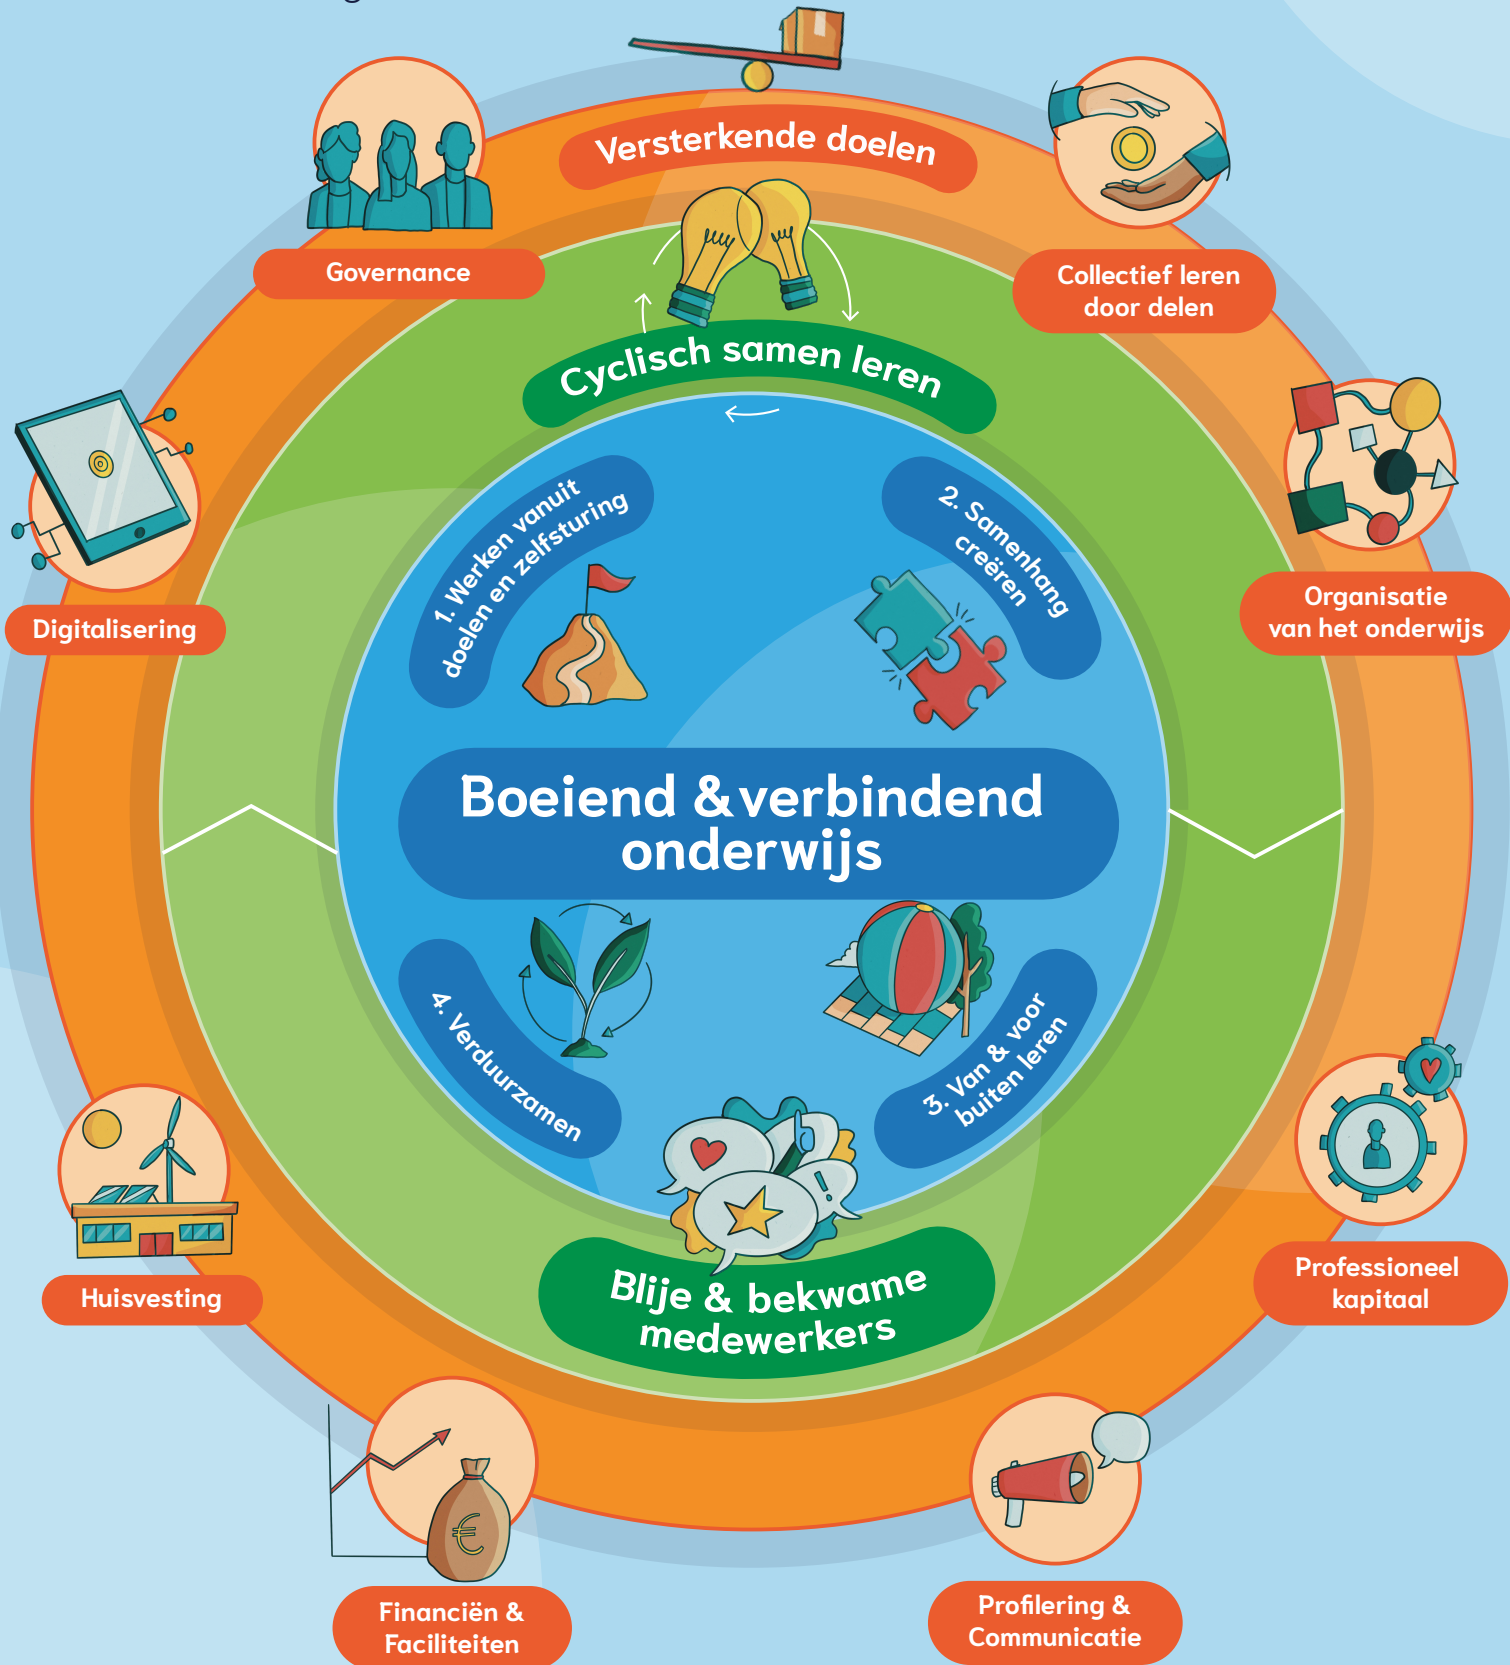 Versterkende doelen
Governance
Collectief leren
door delen
Cyclisch samen leren
Organisatie
van het onderwijs
Digitalisering
1. Werken vanuit
doelen en zelfsturing
2. Samenhang
creëren
Boeiend & verbindend
onderwijs
4. Verduurzamen
3. Van & voor
buiten leren
Blije & bekwame
medewerkers
Huisvesting
Professioneel
kapitaal
€
Financiën &
Faciliteiten
Profilering &
Communicatie